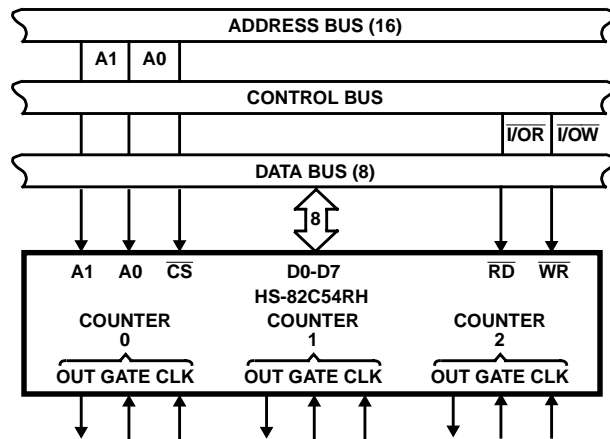 ADDRESS BUS (16)
A1 A0
CONTROL BUS
I/OR I/OW
DATA BUS (8)
8
A1 A0 CS D0-D7 RD WR
HS-82C54RH
COUNTER COUNTER COUNTER
0 1 2
OUT GATE CLK OUT GATE CLK OUT GATE CLK